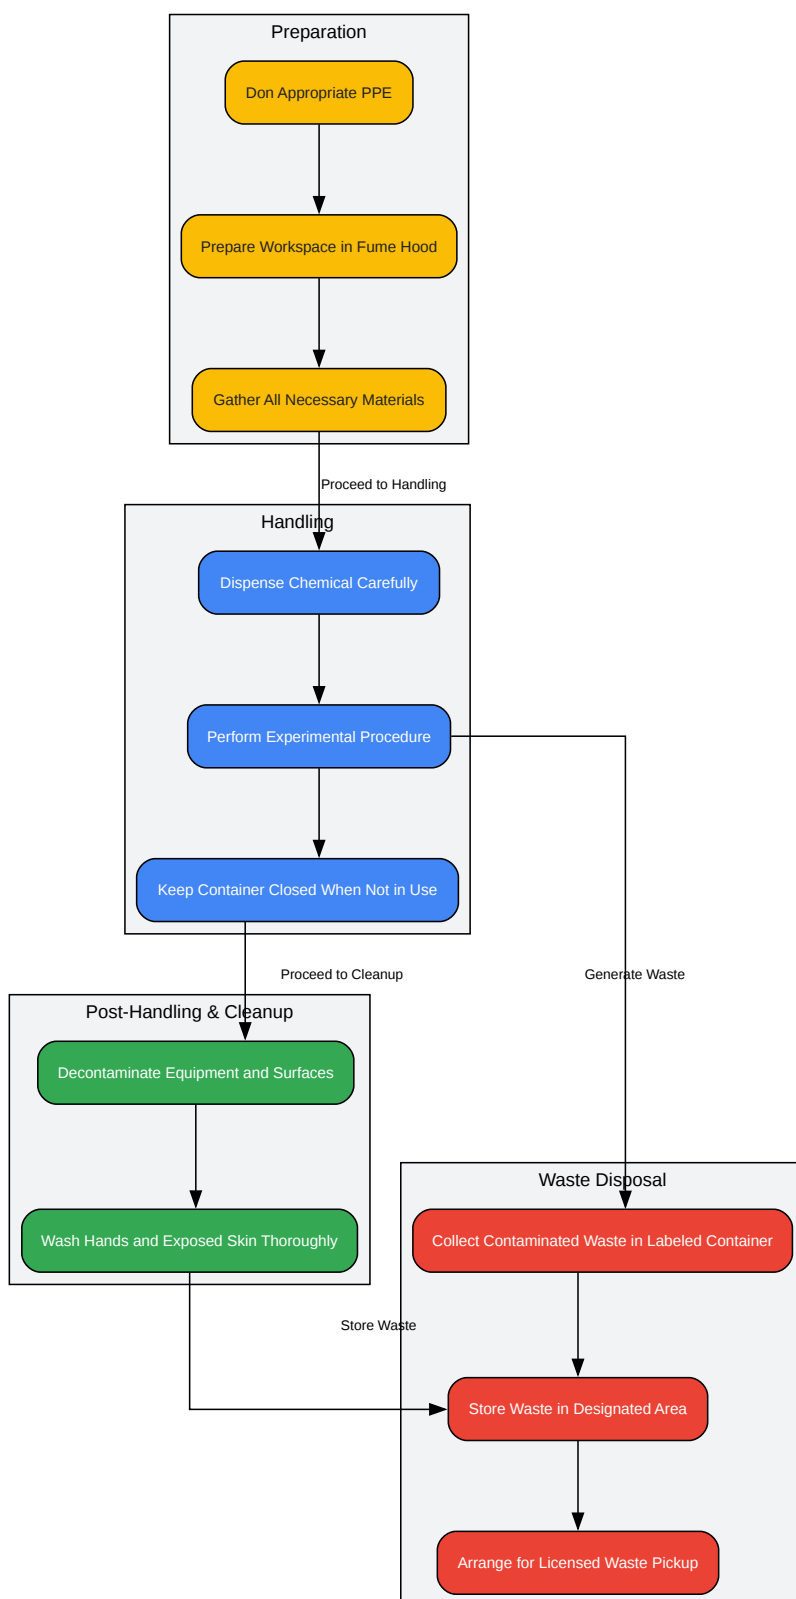 Preparation
Don Appropriate PPE
Prepare Workspace in Fume Hood
Gather All Necessary Materials
Proceed to Handling
Handling
Dispense Chemical Carefully
Perform Experimental Procedure
Keep Container Closed When Not in Use
Proceed to Cleanup
Generate Waste
Post-Handling & Cleanup
Decontaminate Equipment and Surfaces
Wash Hands and Exposed Skin Thoroughly
Waste Disposal
Collect Contaminated Waste in Labeled Container
Store Waste
Store Waste in Designated Area
Arrange for Licensed Waste Pickup